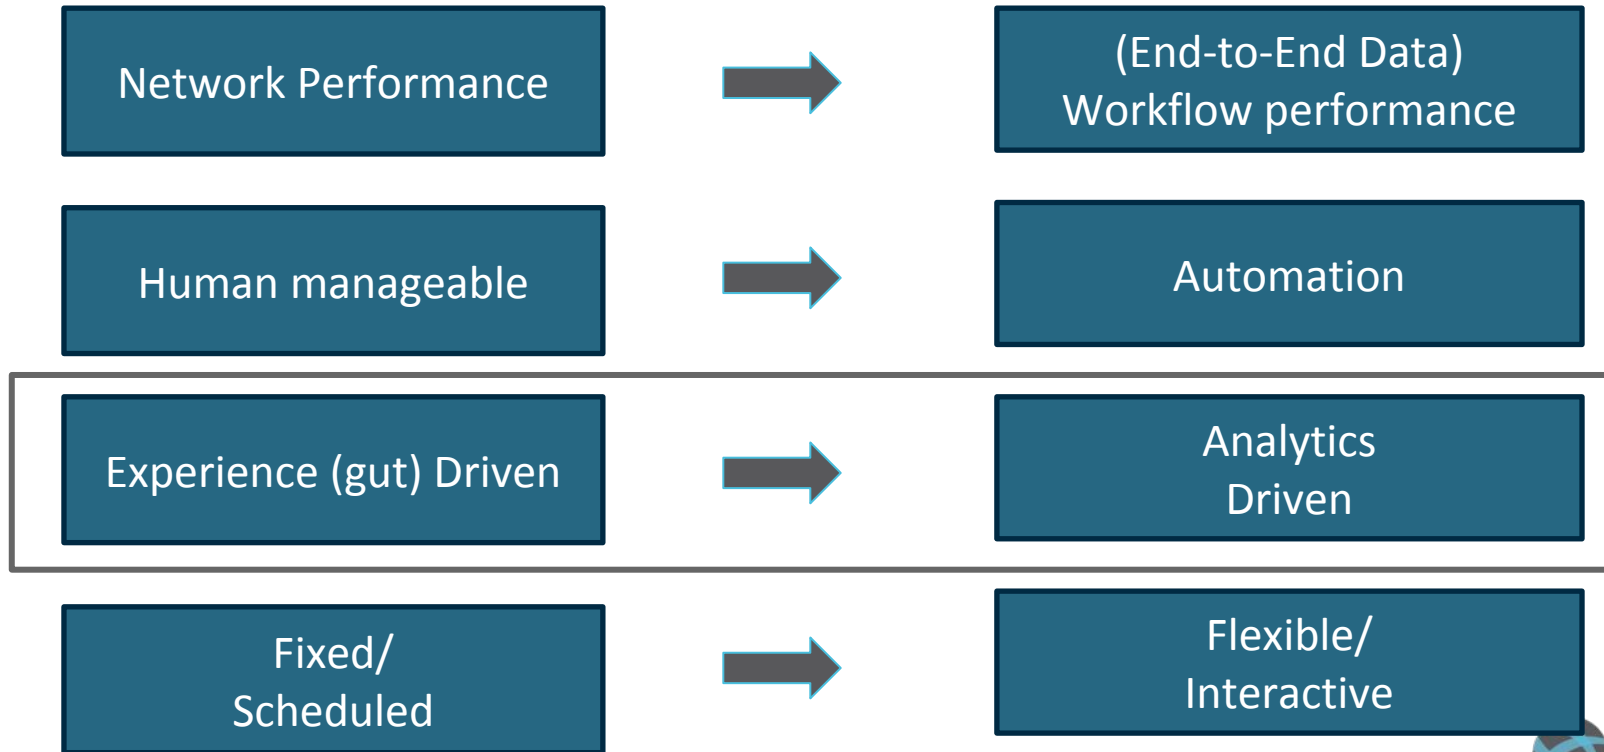 Network Performance
(End-to-End Data)
Workflow performance
Human manageable
Automation
Experience (gut) Driven
Analytics
Driven
Fixed/
Scheduled
Flexible/
Interactive